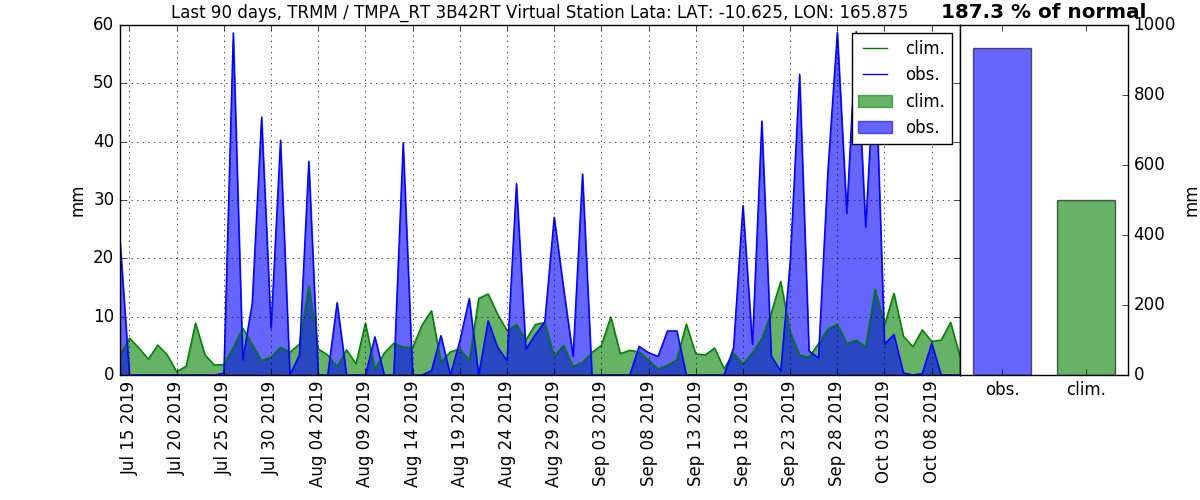 Last 90 days, TRMM / TMPA_RT 3B42RT Virtual Station Lata: LAT: -10.625, LON: 165.875
187.3 % of normal
60
50
40
30
20
10
0
mm
clim.
obs.
clim.
obs.
Jul 15 2019
Jul 20 2019
Jul 25 2019
Jul 30 2019
Aug 04 2019
Aug 09 2019
Aug 14 2019
Aug 19 2019
Aug 24 2019
Aug 29 2019
Sep 03 2019
Sep 08 2019
Sep 13 2019
Sep 18 2019
Sep 23 2019
Sep 28 2019
Oct 03 2019
Oct 08 2019
1000
800
600
400
200
0
mm
obs.
clim.